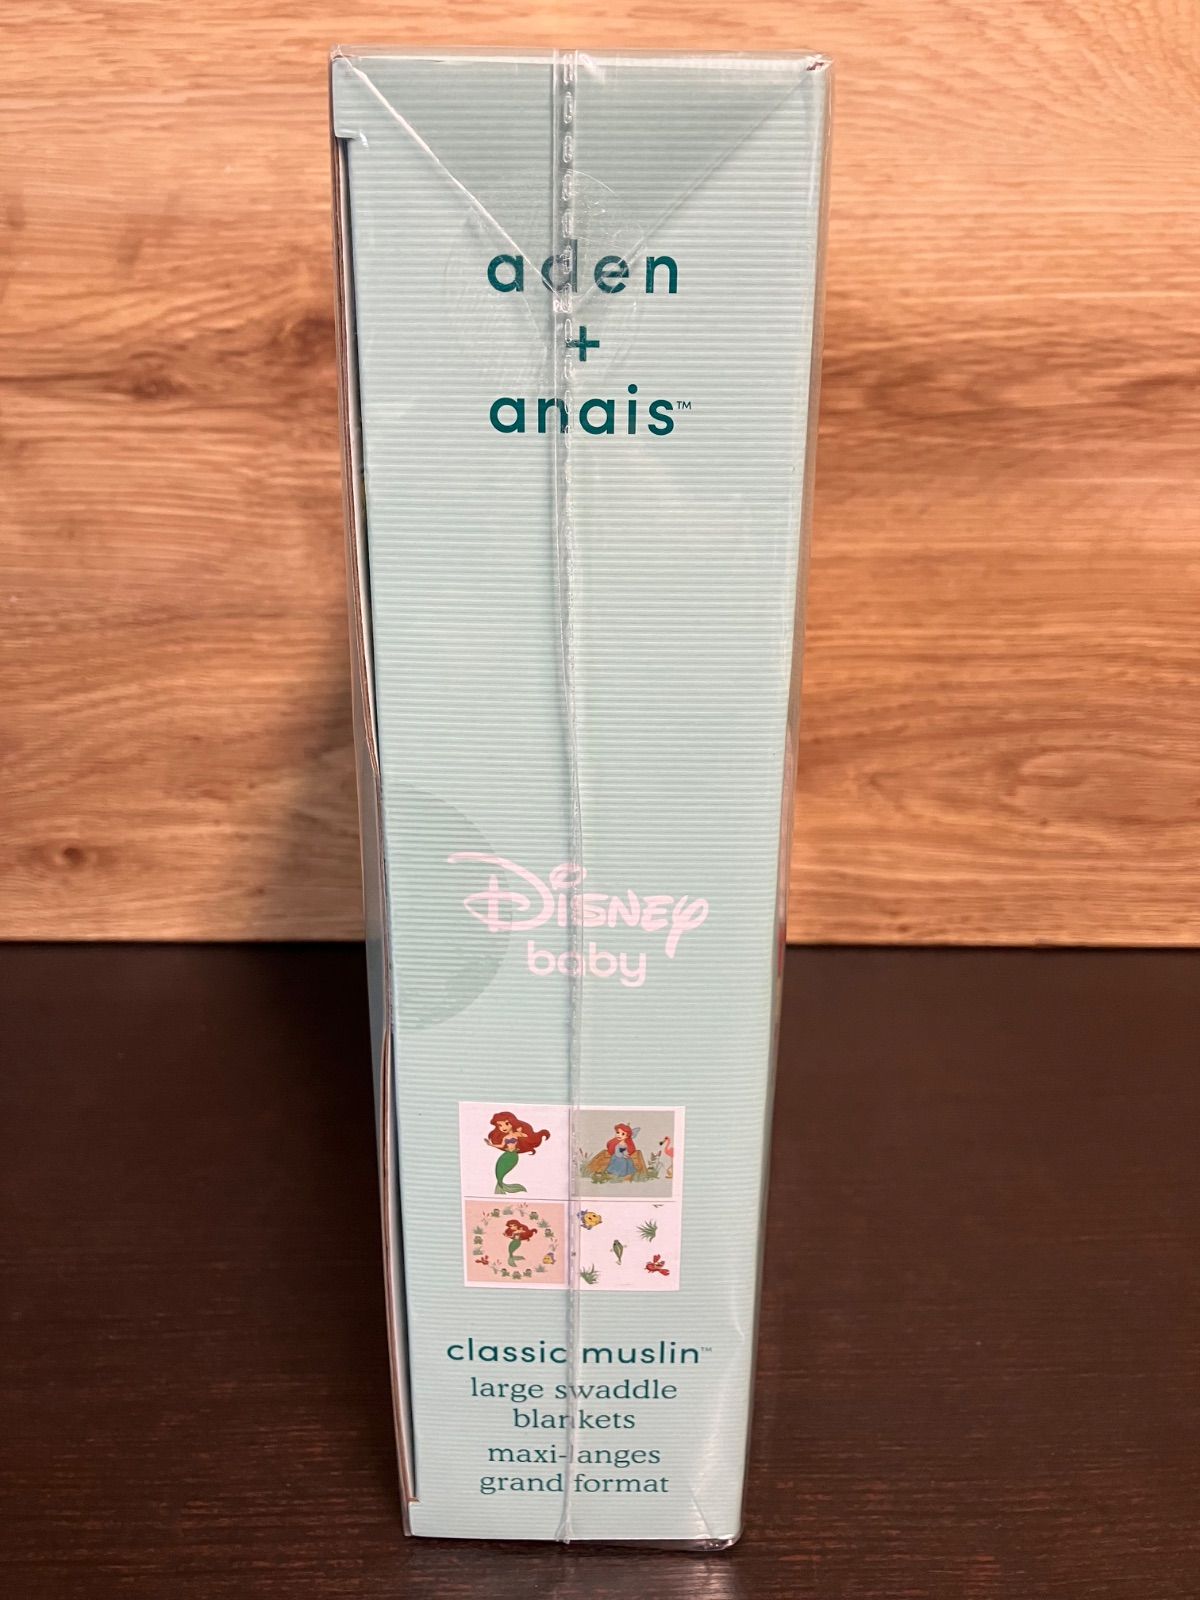 aden
+
anais™
Disney
baby
classic muslin™
large swaddle
blankets
maxi-langes
grand format